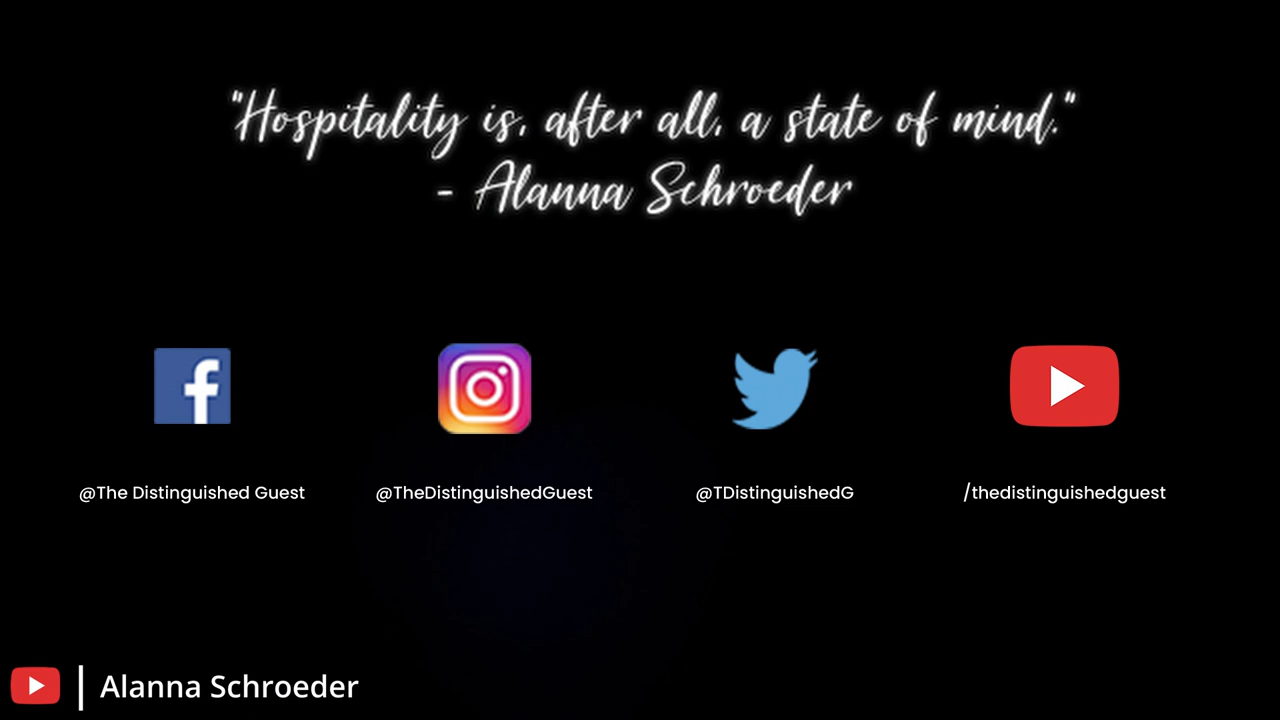 "Hospitality is, after all, a state of mind."
- Alanna Schroeder
@The Distinguished Guest
@TheDistinguishedGuest
@TDistinguishedG
/thedistinguishedguest
Alanna Schroeder